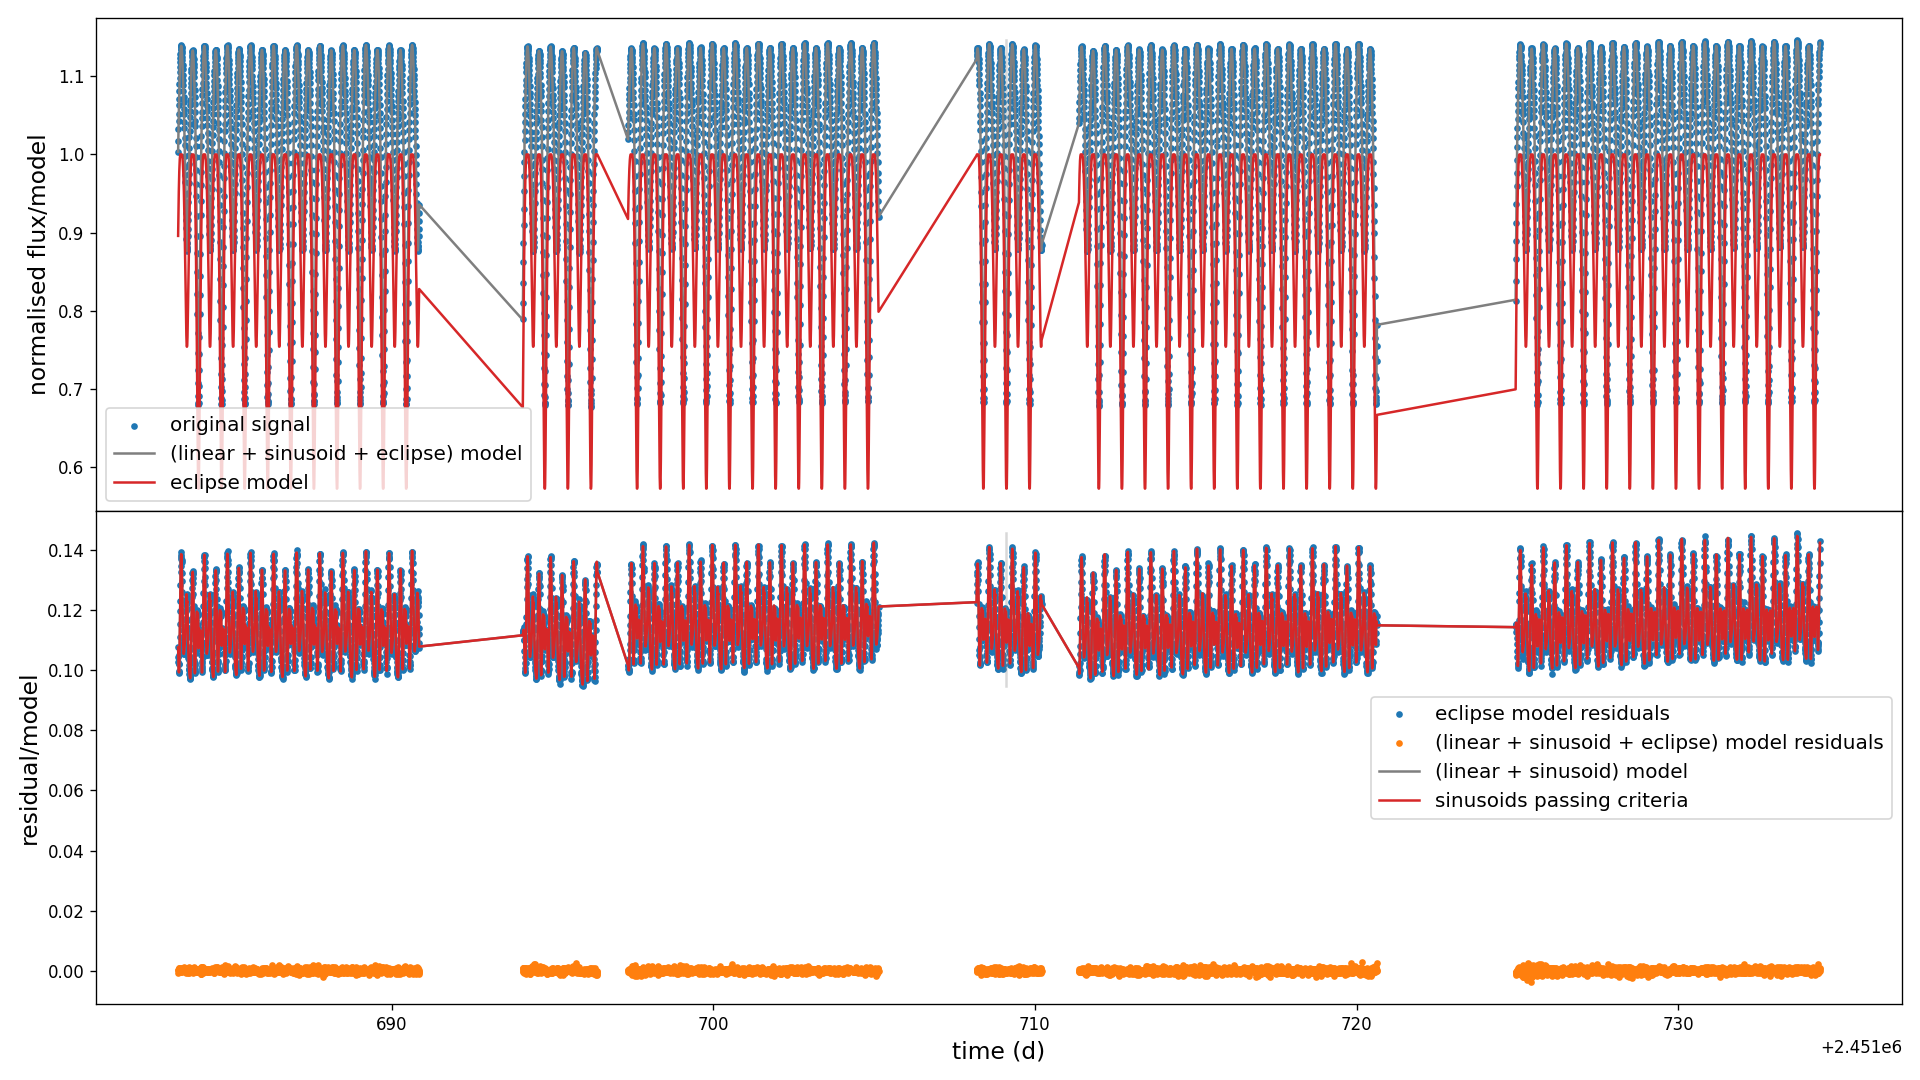 normalised flux/model
1.1
1.0
0.9
0.8
0.7
0.6
original signal
(linear + sinusoid + eclipse) model
eclipse model
residual/model
0.14
0.12
0.10
0.08
0.06
0.04
0.02
0.00
eclipse model residuals
(linear + sinusoid + eclipse) model residuals
(linear + sinusoid) model
sinusoids passing criteria
690
700
710
720
730
time (d)
+2.451e6